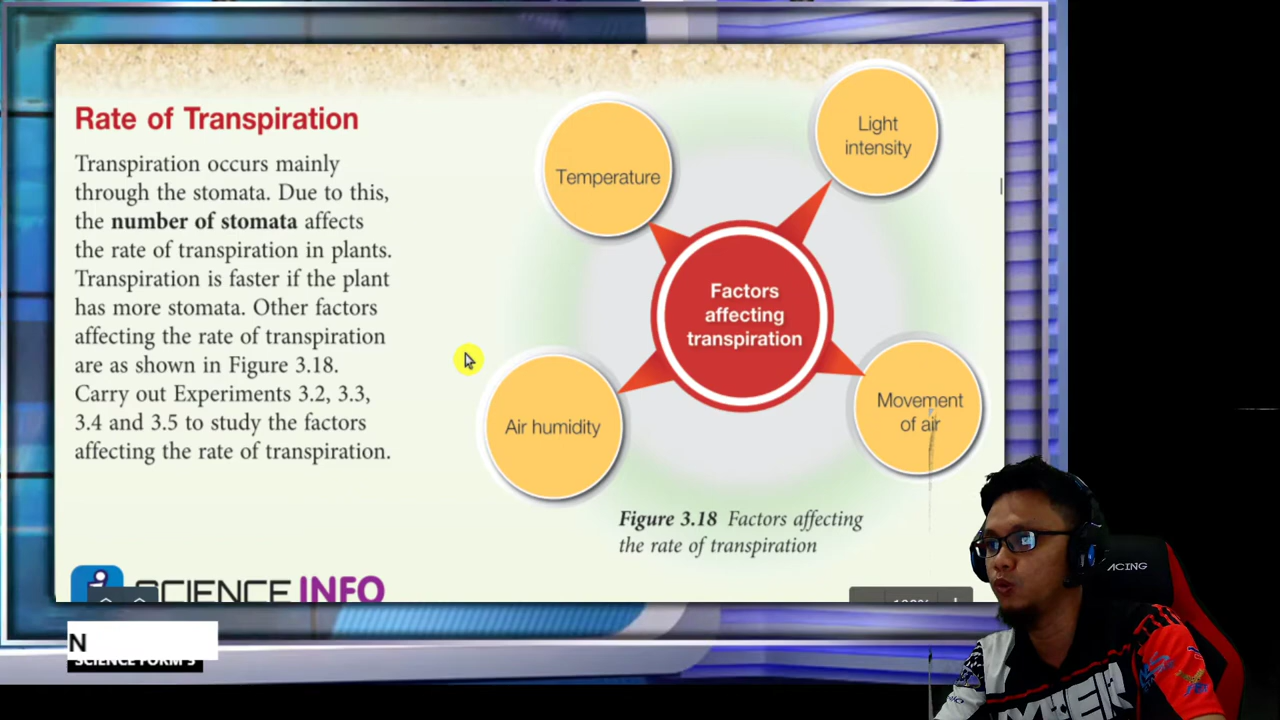 Rate of Transpiration
Transpiration occurs mainly
through the stomata. Due to this,
the number of stomata affects
the rate of transpiration in plants.
Transpiration is faster if the plant
has more stomata. Other factors
affecting the rate of transpiration
are as shown in Figure 3.18.
Carry out Experiments 3.2, 3.3,
3.4 and 3.5 to study the factors
affecting the rate of transpiration.
Temperature
Light
intensity
Factors
affecting
transpiration
Air humidity
Movement
of air
Figure 3.18 Factors affecting
the rate of transpiration
SCIENCE INFO
100%
N
SCIENCE FORM 3
ACING